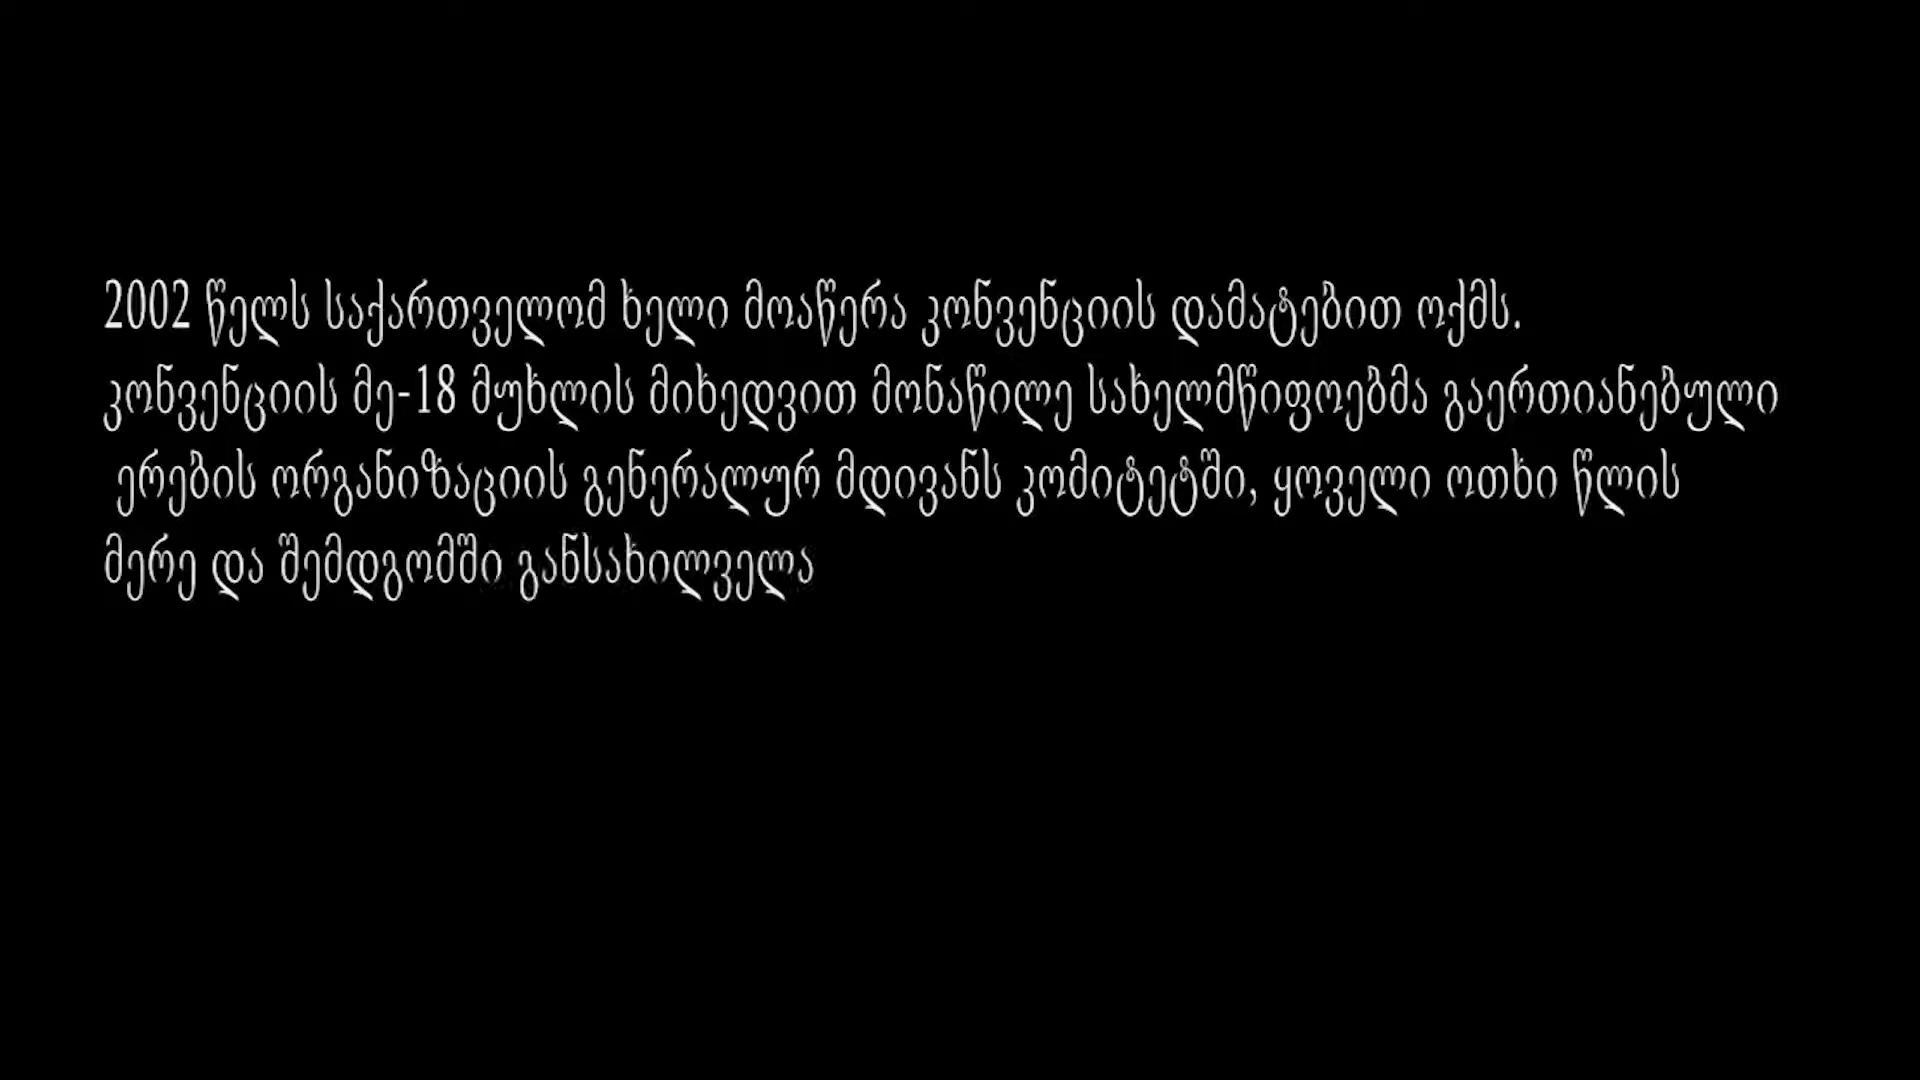 2002 წელს საქართველომ ხელი მოაწერა კონვენციის დამატებით ოქმს.
კონვენციის მე-18 მუხლის მიხედვით მონაწილე სახელმწიფოებმა გაერთიანებული
ერების ორგანიზაციის გენერალურ მდივანს კომიტეტში, ყოველი ოთხი წლის
მერე და შემდგომში განსახილველა